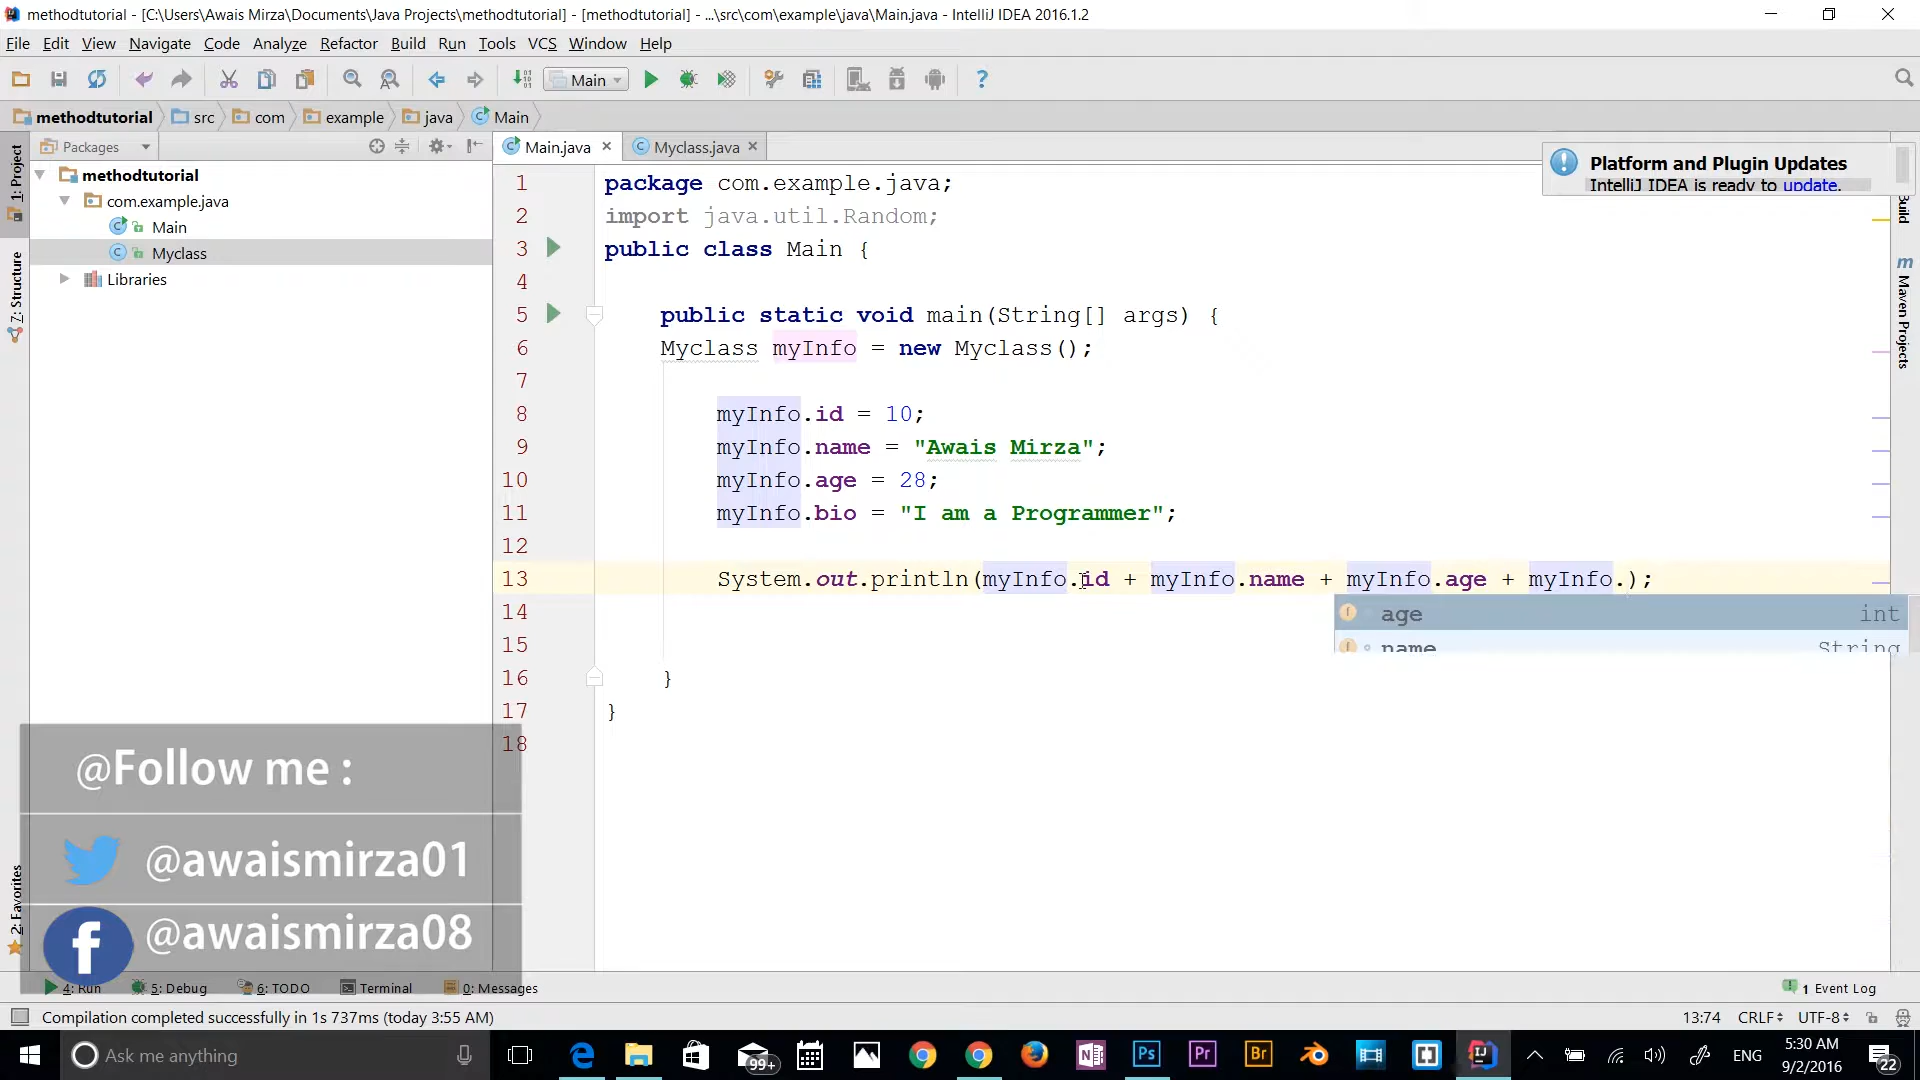 methodtutorial - [C:\Users\Awais Mirza\Documents\Java Projects\methodtutorial] - [methodtutorial] - ...\src\com\example\java\Main.java - IntelliJ IDEA 2016.1.2
File Edit View Navigate Code Analyze Refactor Build Run Tools VCS Window Help
Main
methodtutorial src com example java Main
Packages
Main.java Myclass.java
1: Project
7: Structure
2: Favorites
methodtutorial
com.example.java
Main
Myclass
Libraries
Platform and Plugin Updates
IntelliJ IDEA is ready to update.
Build
Maven Projects
1 package com.example.java;
2 import java.util.Random;
3 public class Main {
4
5 public static void main(String[] args) {
6 Myclass myInfo = new Myclass();
7
8 myInfo.id = 10;
9 myInfo.name = "Awais Mirza";
10 myInfo.age = 28;
11 myInfo.bio = "I am a Programmer";
12
13 System.out.println(myInfo.id + myInfo.name + myInfo.age + myInfo.);
age int
name String
14
15
16 }
17 }
18
@Follow me :
@awaismirza01
@awaismirza08
4: Run 5: Debug 6: TODO Terminal 0: Messages 1 Event Log
Compilation completed successfully in 1s 737ms (today 3:55 AM) 13:74 CRLF UTF-8
Ask me anything 99+ Ps Pr Br ENG 5:30 AM
9/2/2016 22